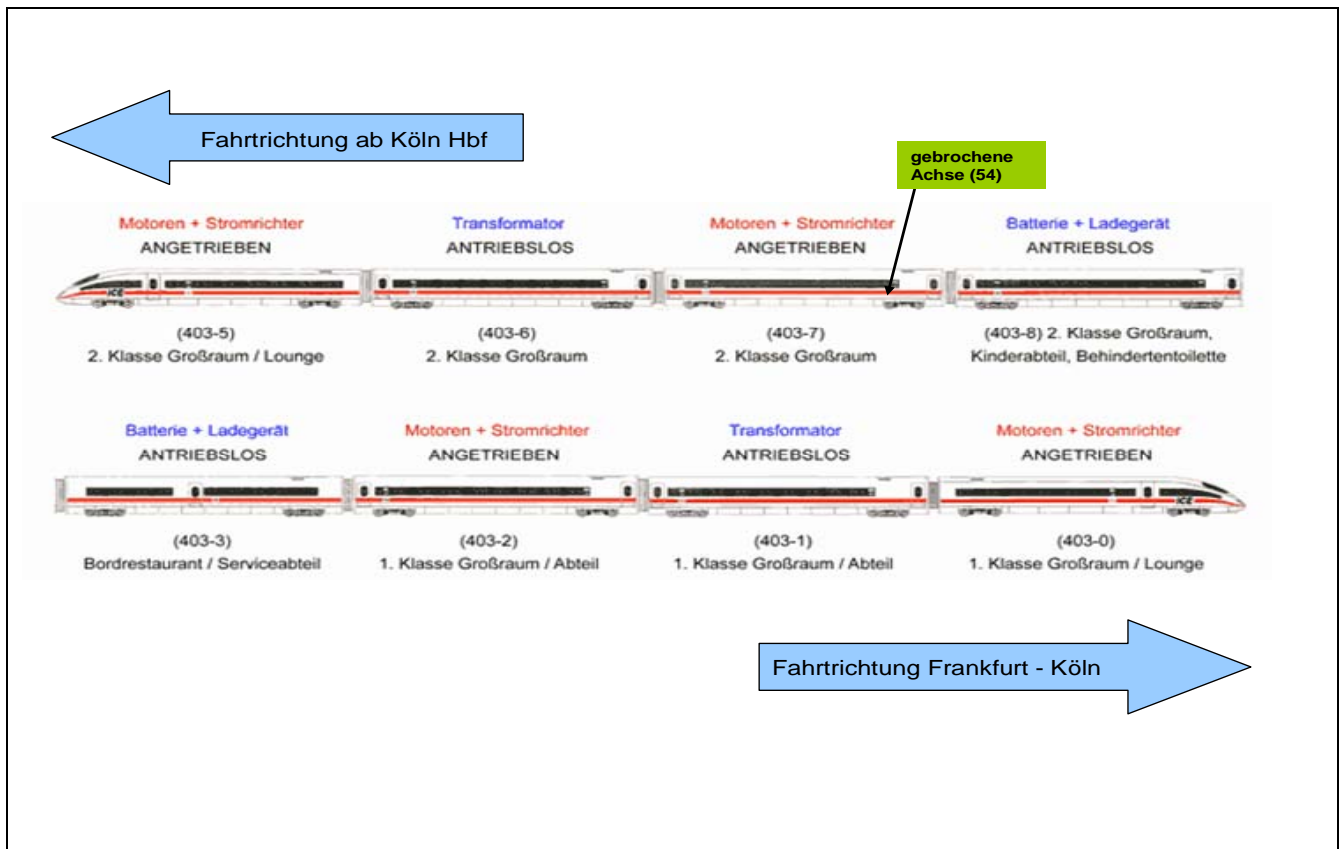 Fahrtrichtung ab Köln Hbf
gebrochene
Achse (54)
Motoren + Stromrichter
ANGETRIEBEN
Transformator
ANTRIEBSLOS
Motoren + Stromrichter
ANGETRIEBEN
Batterie + Ladegerät
ANTRIEBSLOS
ICE
(403-5)
2. Klasse Großraum / Lounge
(403-6)
2. Klasse Großraum
(403-7)
2. Klasse Großraum
(403-8) 2. Klasse Großraum,
Kinderabteil, Behindertentoilette
Batterie + Ladegerät
ANTRIEBSLOS
Motoren + Stromrichter
ANGETRIEBEN
Transformator
ANTRIEBSLOS
Motoren + Stromrichter
ANGETRIEBEN
ICE
(403-3)
Bordrestaurant / Serviceabteil
(403-2)
1. Klasse Großraum / Abteil
(403-1)
1. Klasse Großraum / Abteil
(403-0)
1. Klasse Großraum / Lounge
Fahrtrichtung Frankfurt - Köln